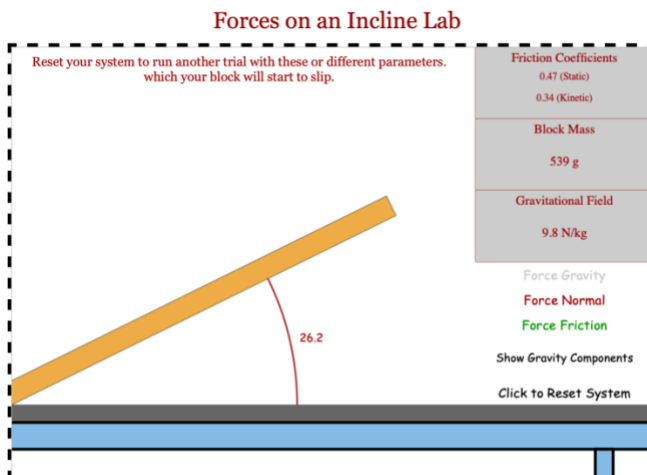 Forces on an Incline Lab
Reset your system to run another trial with these or different parameters.
which your block will start to slip.
Friction Coefficients
0.47 (Static)
0.34 (Kinetic)
Block Mass
539 g
Gravitational Field
9.8 N/kg
Force Gravity
Force Normal
Force Friction
Show Gravity Components
Click to Reset System
26.2